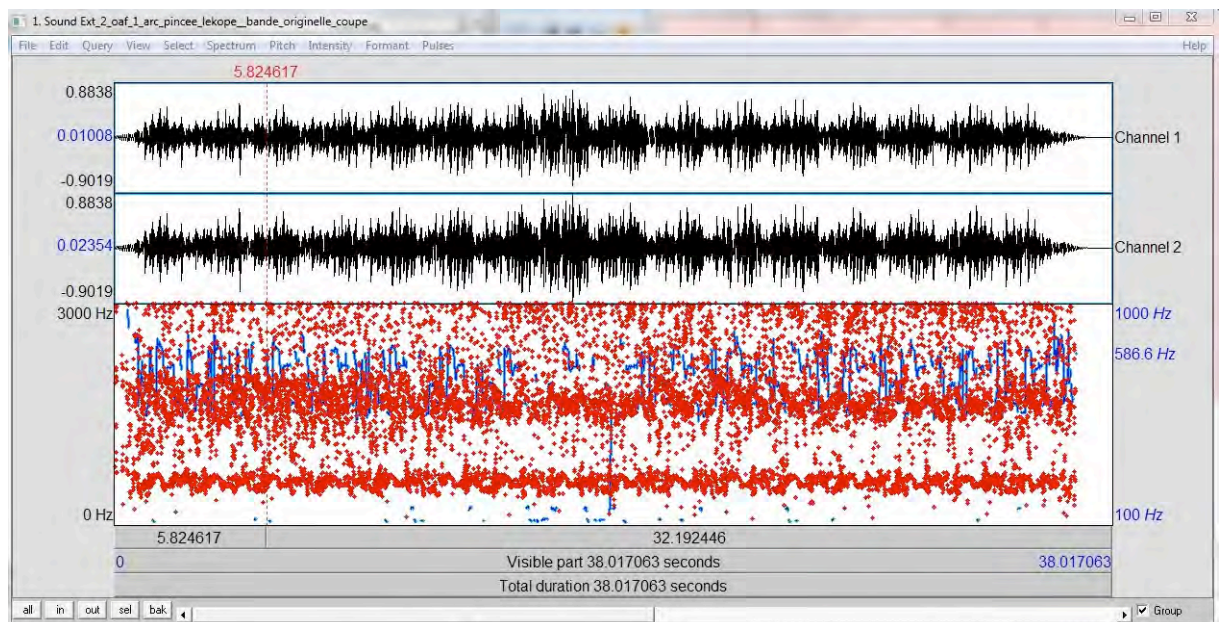 1. Sound Ext_2_oaf_1_arc_pincee_lekope__bande_originelle_coupe
File Edit Query View Select Spectrum Pitch Intensity Formant Pulses Help
5.824617
0.8838
0.01008
-0.9019
Channel 1
0.8838
0.02354
-0.9019
Channel 2
3000 Hz
1000 Hz
586.6 Hz
0 Hz
100 Hz
5.824617 32.192446
0 Visible part 38.017063 seconds 38.017063
Total duration 38.017063 seconds
all in out sel bak Group